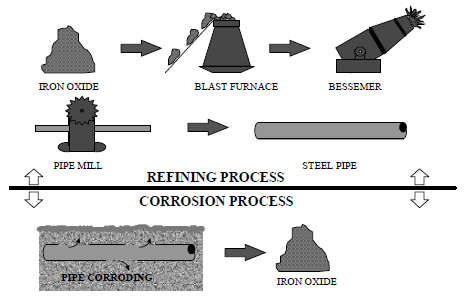 IRON OXIDE
BLAST FURNACE
BESSEMER
PIPE MILL
STEEL PIPE
REFINING PROCESS
CORROSION PROCESS
PIPE CORRODING
IRON OXIDE